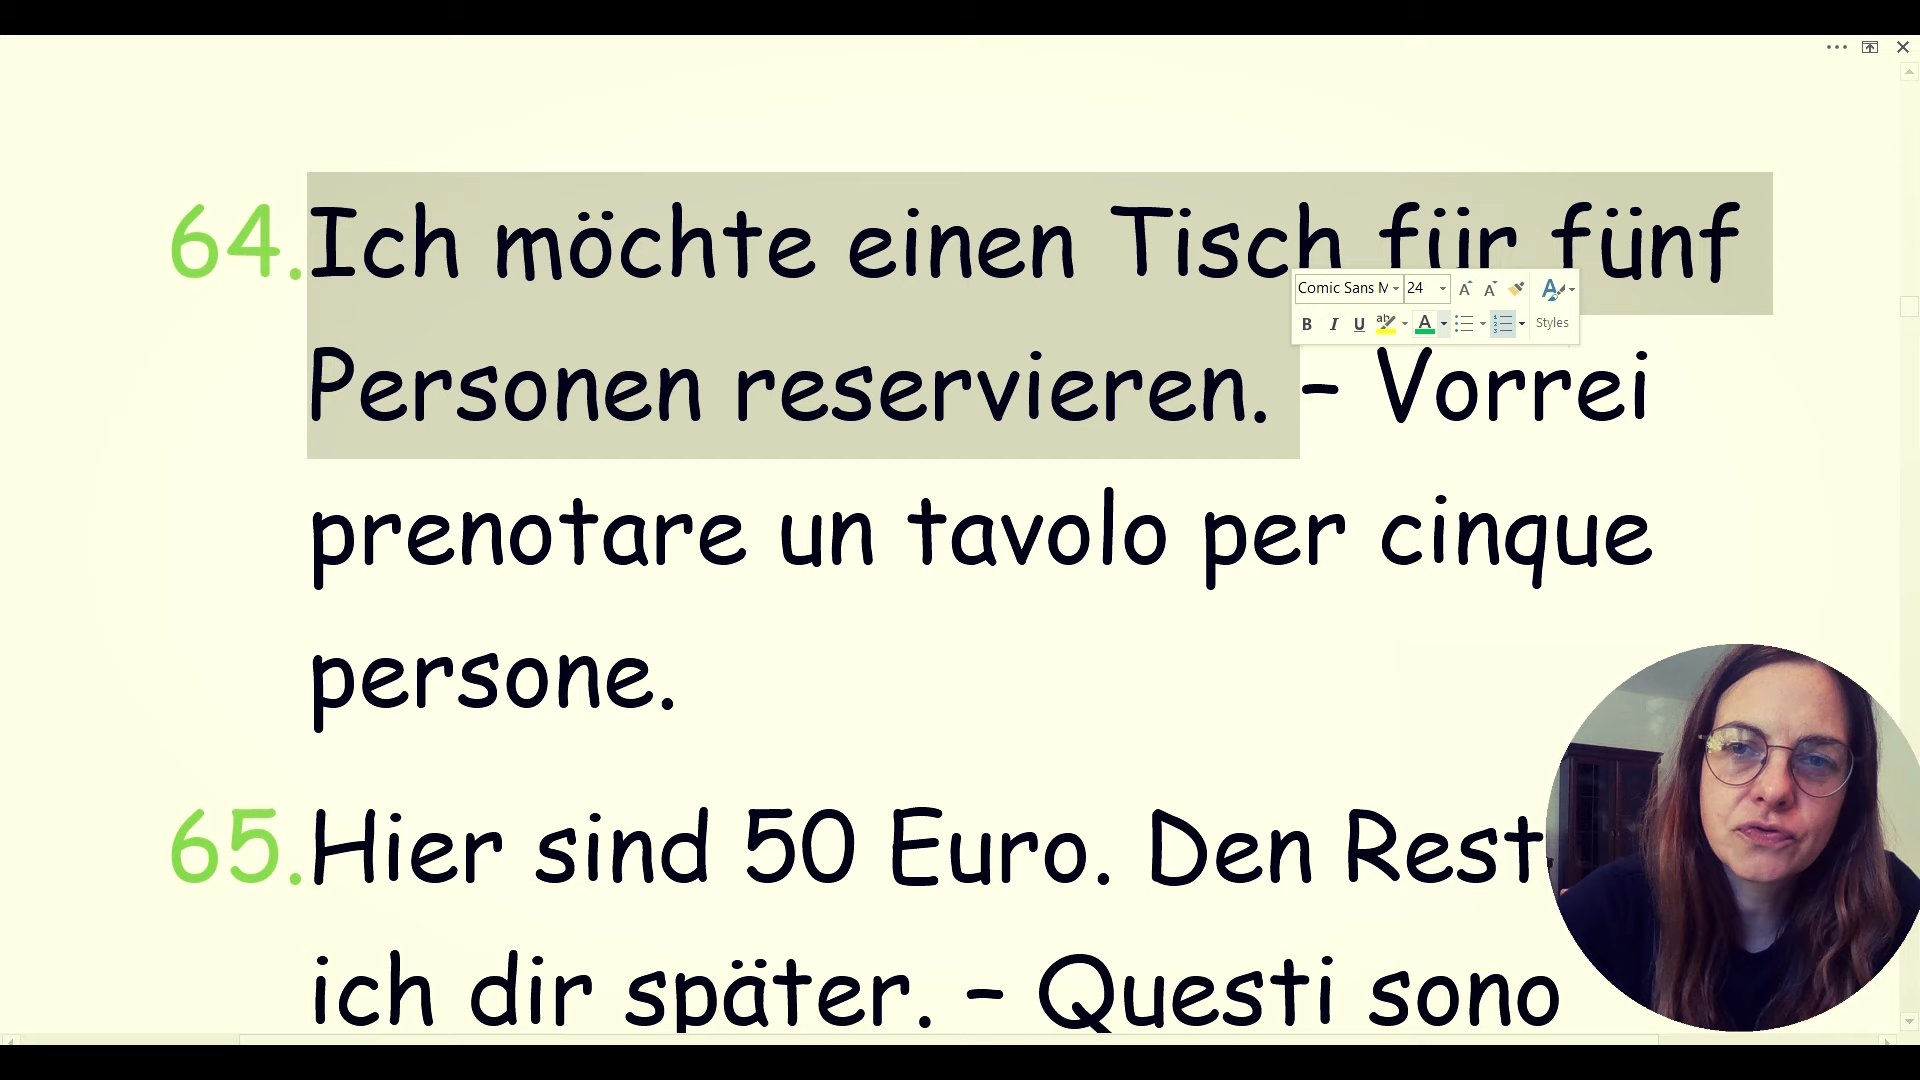 64. Ich möchte einen Tisch für fünf
Comic Sans M 24
B I U Styles
Personen reservieren. – Vorrei
prenotare un tavolo per cinque
persone.
65. Hier sind 50 Euro. Den Rest
ich dir später. – Questi sono